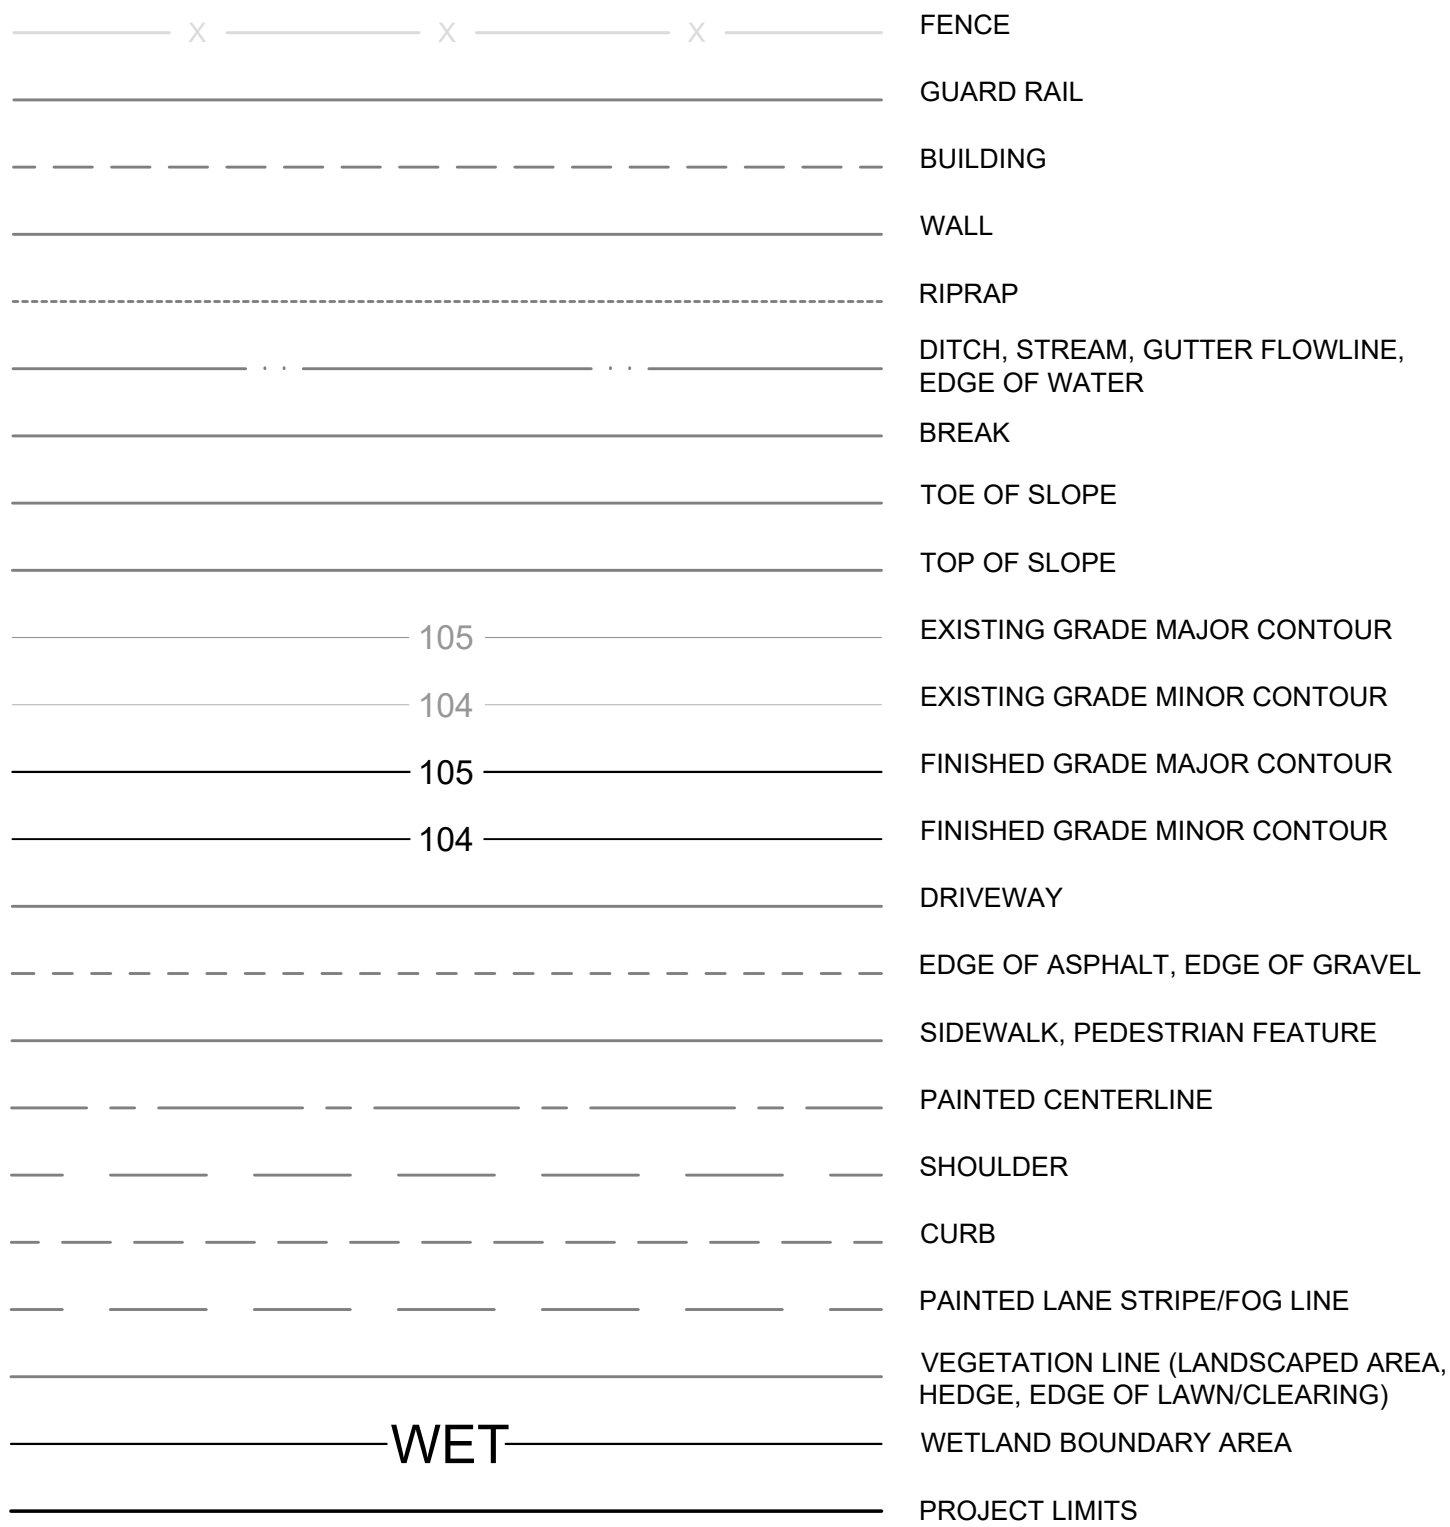 X X X FENCE
GUARD RAIL
BUILDING
WALL
RIPRAP
DITCH, STREAM, GUTTER FLOWLINE,
EDGE OF WATER
BREAK
TOE OF SLOPE
TOP OF SLOPE
105 EXISTING GRADE MAJOR CONTOUR
104 EXISTING GRADE MINOR CONTOUR
105 FINISHED GRADE MAJOR CONTOUR
104 FINISHED GRADE MINOR CONTOUR
DRIVEWAY
EDGE OF ASPHALT, EDGE OF GRAVEL
SIDEWALK, PEDESTRIAN FEATURE
PAINTED CENTERLINE
SHOULDER
CURB
PAINTED LANE STRIPE/FOG LINE
VEGETATION LINE (LANDSCAPED AREA,
HEDGE, EDGE OF LAWN/CLEARING)
WET WETLAND BOUNDARY AREA
PROJECT LIMITS